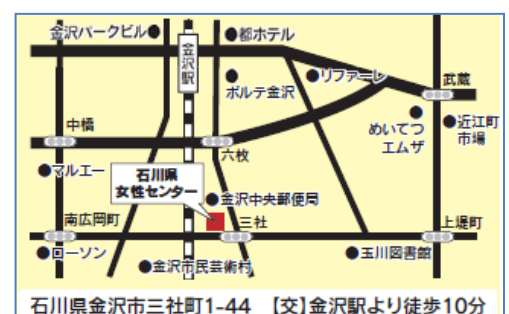 金沢パークビル
金沢駅
都ホテル
ポルテ金沢
リファーレ
武蔵
めいてつ
エムザ
近江町
市場
中橋
六枚
マルエー
石川県
女性センター
金沢中央郵便局
南広岡町
三社
上堤町
ローソン
金沢市民芸術村
玉川図書館
石川県金沢市三社町1-44 【交】金沢駅より徒歩10分